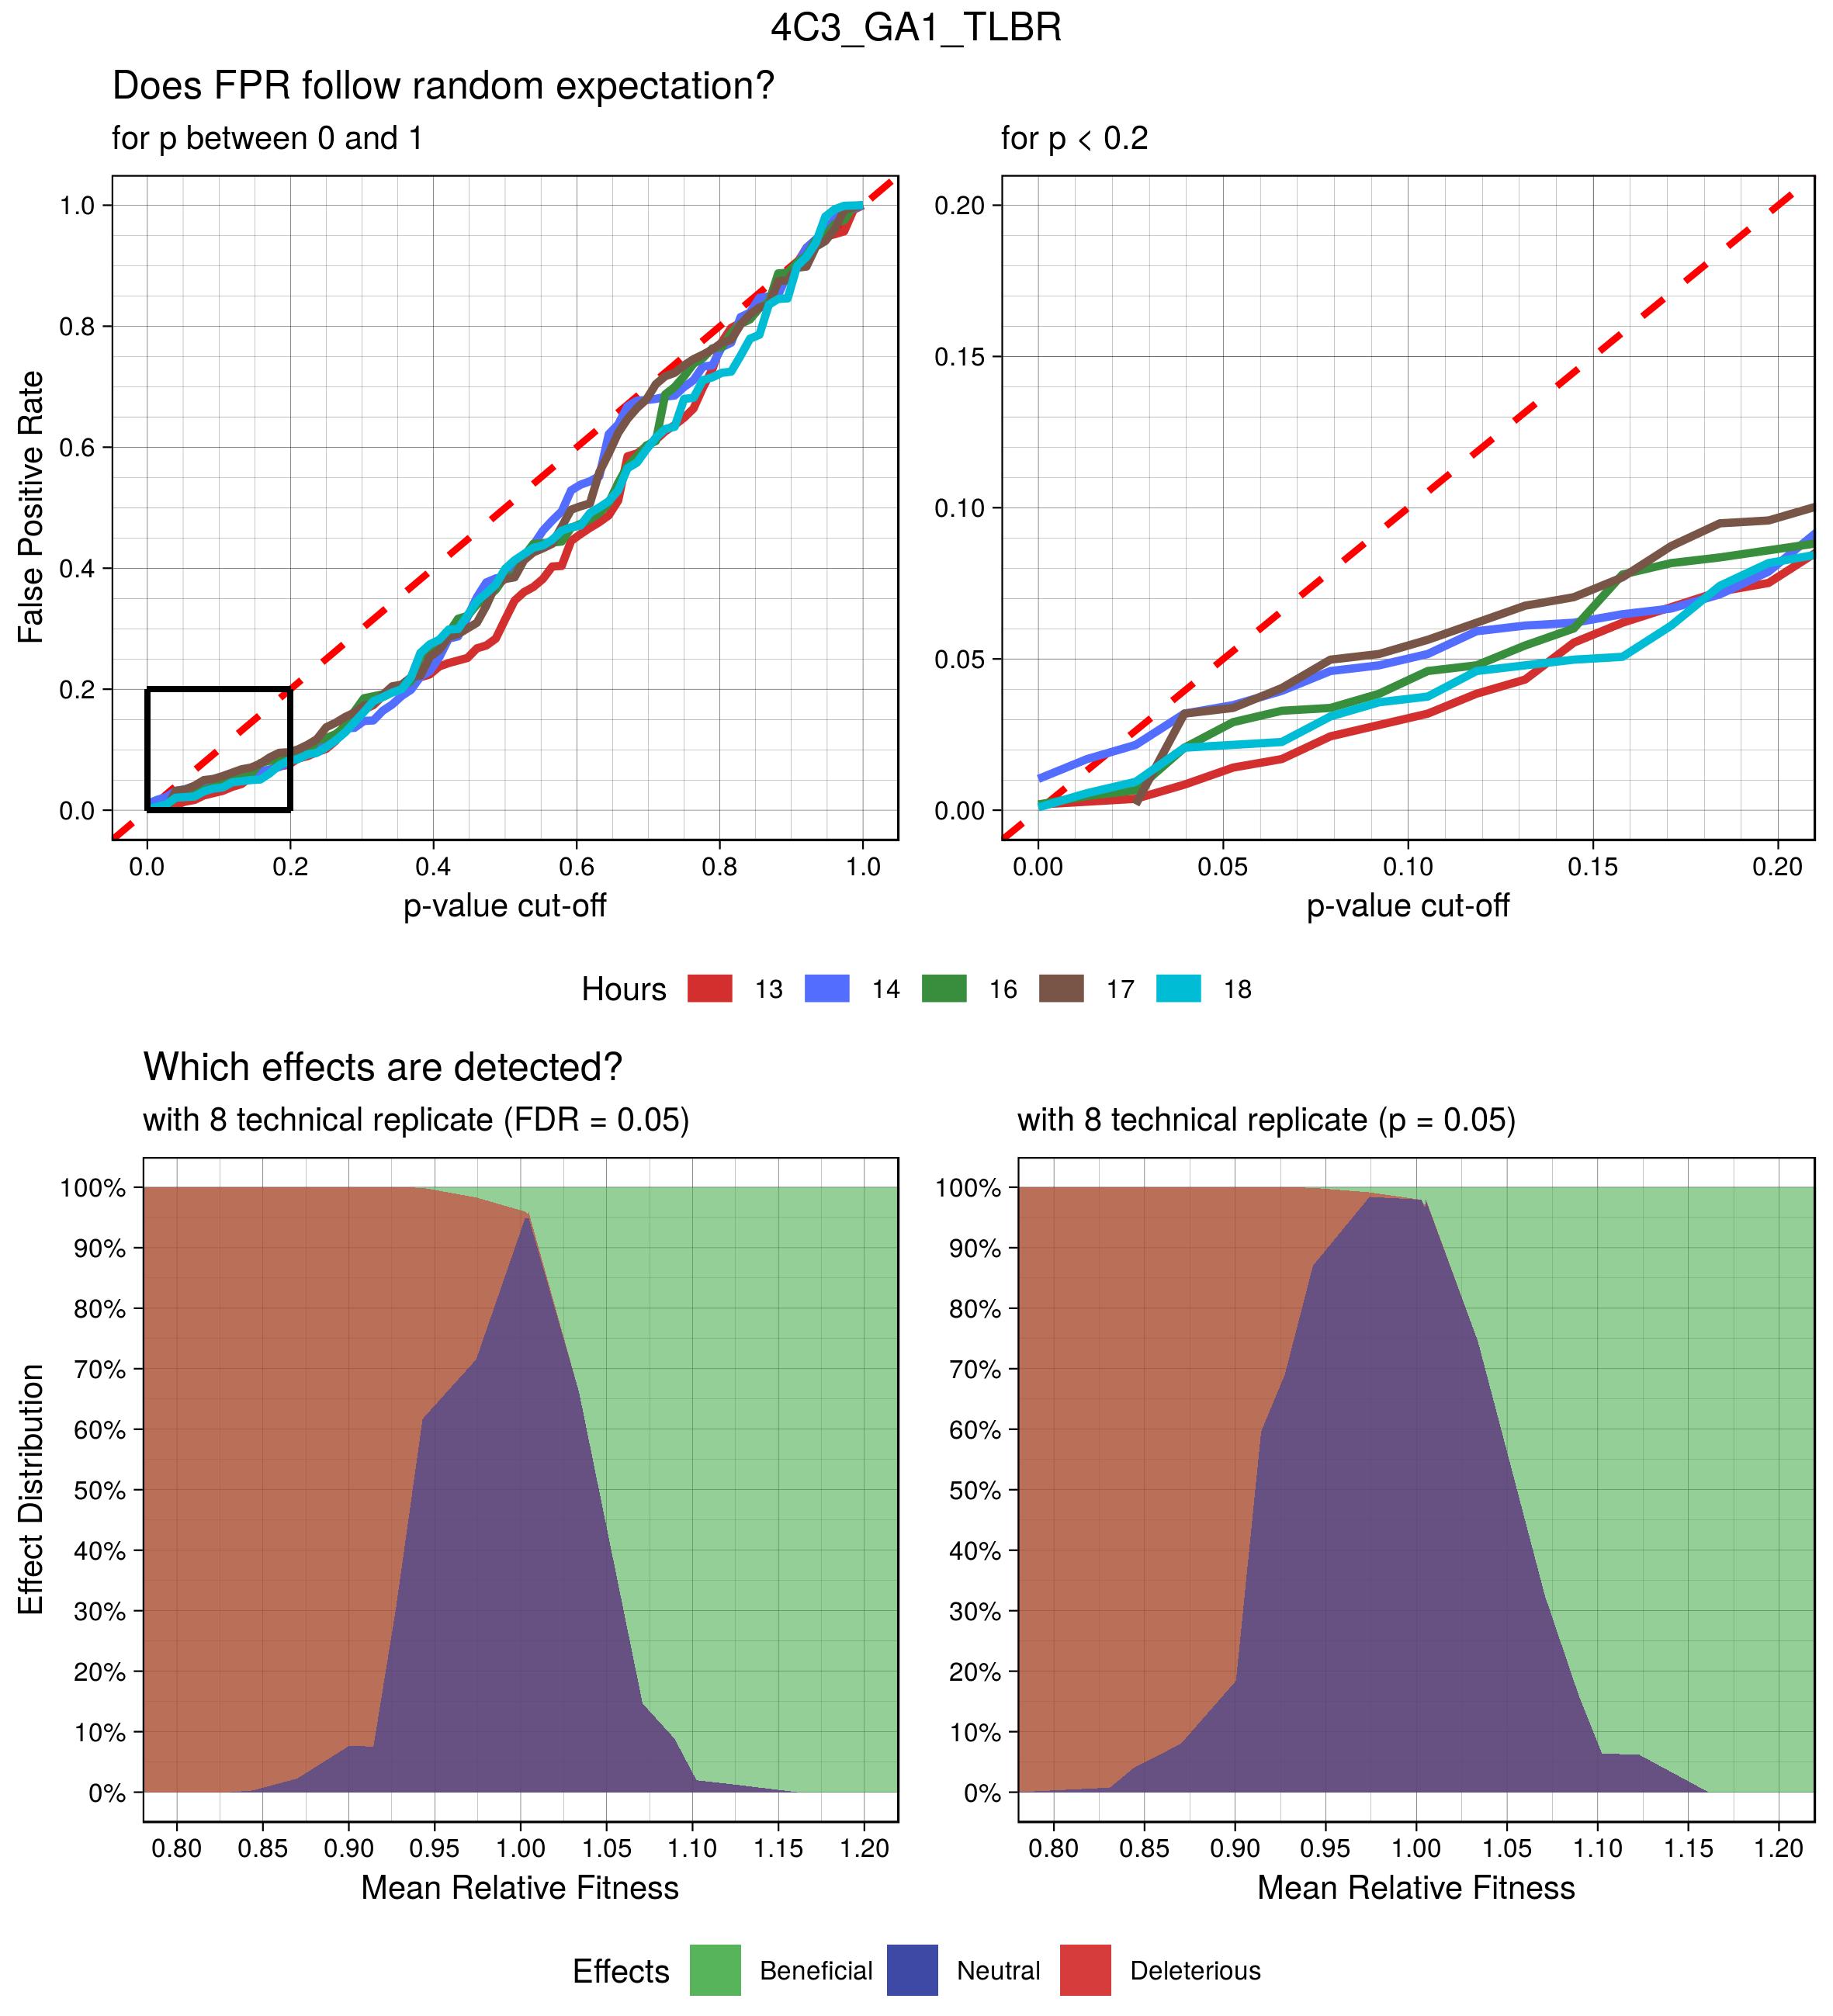 4C3_GA1_TLBR
Does FPR follow random expectation?
for p between 0 and 1
for p < 0.2
False Positive Rate
1.0
0.8
0.6
0.4
0.2
0.0
0.0 0.2 0.4 0.6 0.8 1.0
p-value cut-off
0.20
0.15
0.10
0.05
0.00
0.00 0.05 0.10 0.15 0.20
p-value cut-off
Hours 13 14 16 17 18
Which effects are detected?
with 8 technical replicate (FDR = 0.05)
with 8 technical replicate (p = 0.05)
Effect Distribution
100%
90%
80%
70%
60%
50%
40%
30%
20%
10%
0%
0.80 0.85 0.90 0.95 1.00 1.05 1.10 1.15 1.20
Mean Relative Fitness
100%
90%
80%
70%
60%
50%
40%
30%
20%
10%
0%
0.80 0.85 0.90 0.95 1.00 1.05 1.10 1.15 1.20
Mean Relative Fitness
Effects Beneficial Neutral Deleterious